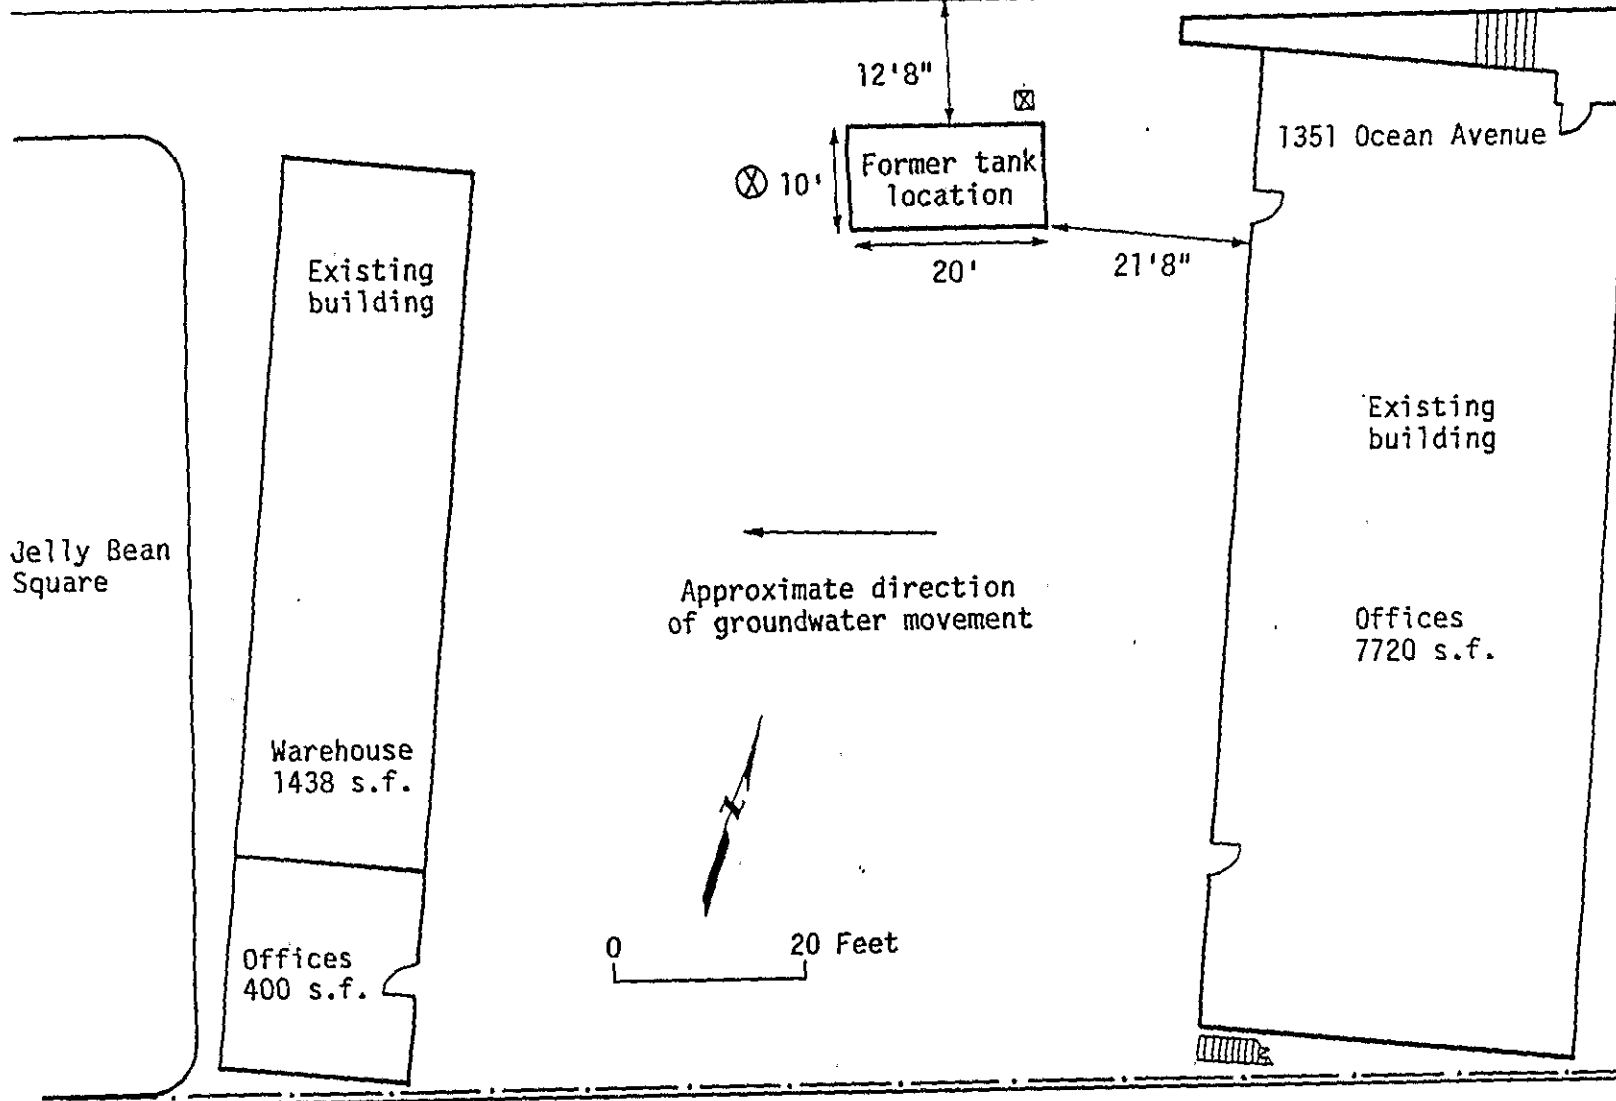 12'8"
1351 Ocean Avenue
Former tank
location
10'
20'
21'8"
Existing
building
Existing
building
Jelly Bean
Square
Approximate direction
of groundwater movement
Offices
7720 s.f.
Warehouse
1438 s.f.
N
0 20 Feet
Offices
400 s.f.